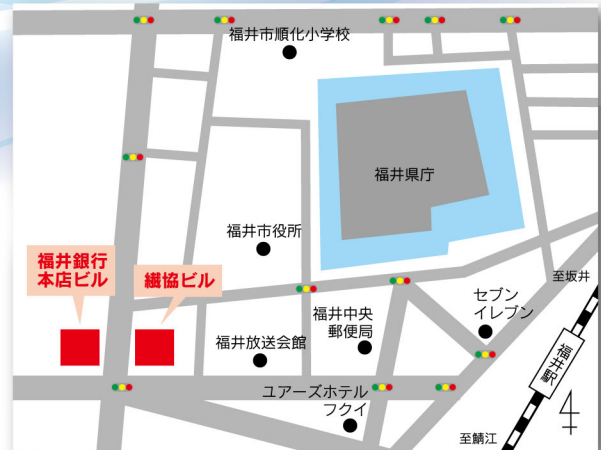 福井市順化小学校
福井県庁
福井市役所
福井銀行
本店ビル
繊協ビル
至坂井
セブン
イレブン
福井中央
郵便局
福井放送会館
福井駅
ユアーズホテル
フクイ
至鯖江